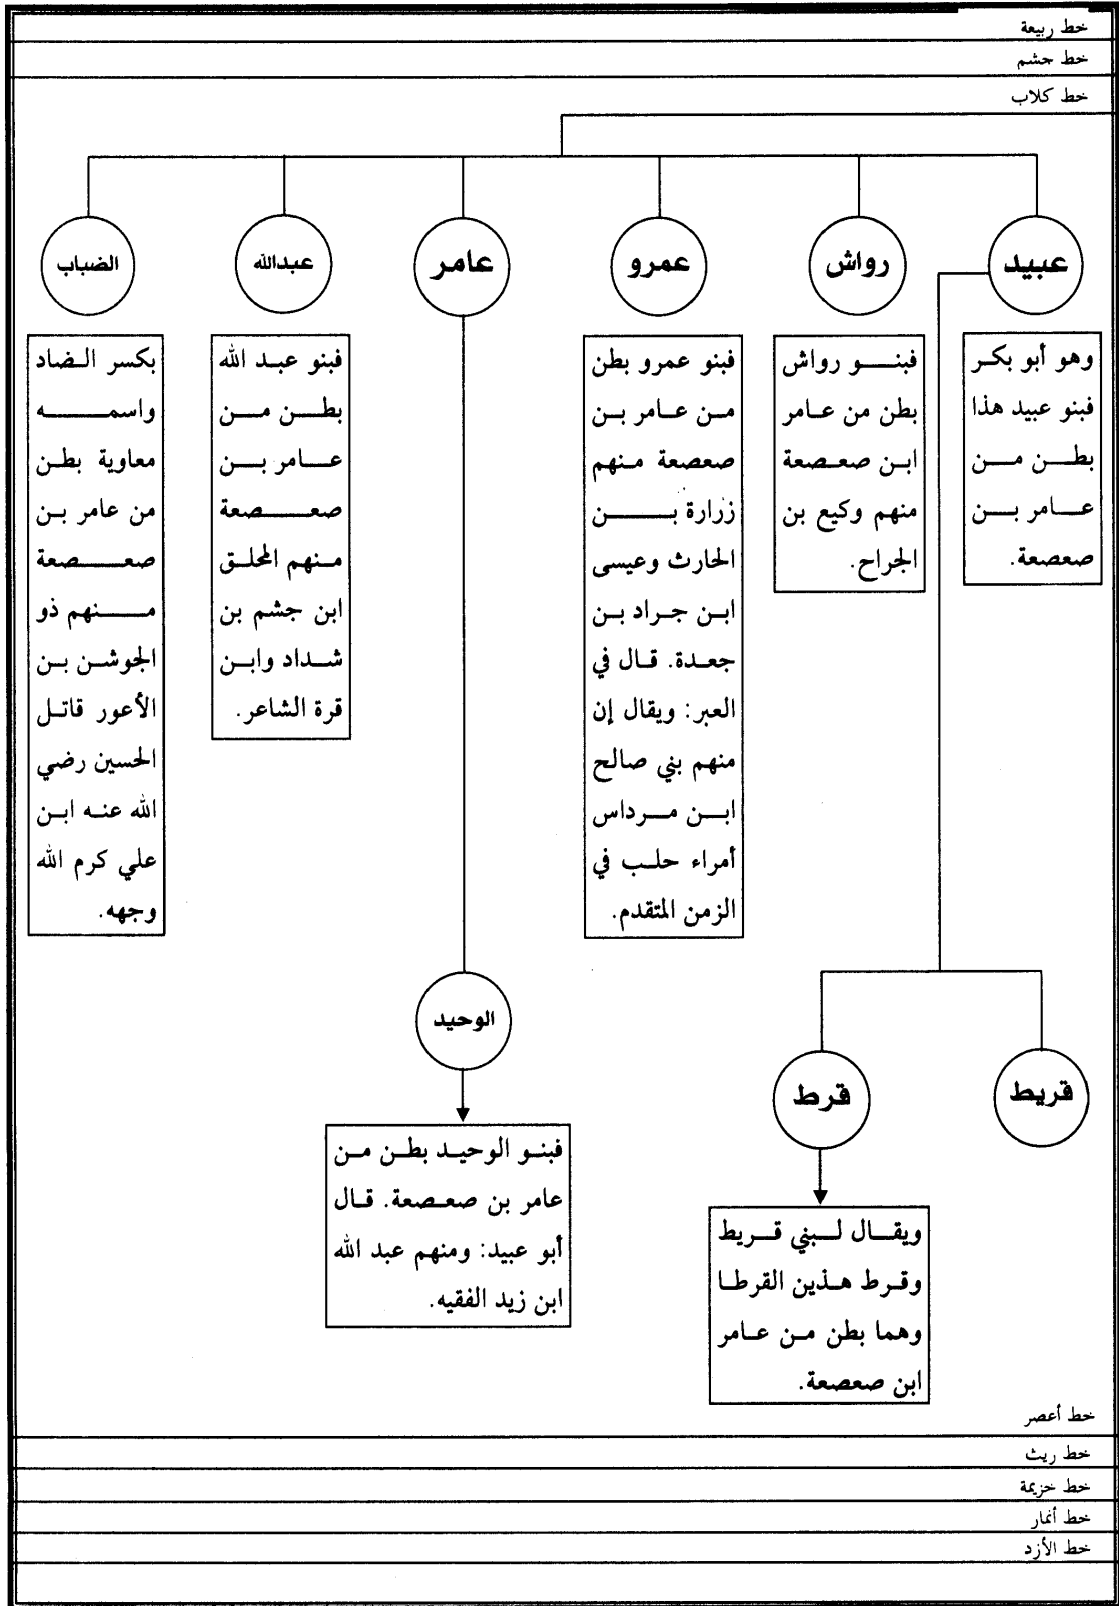 خط ربيعة
خط جشم
خط كلاب
عبيد
رواش
عمرو
عامر
عبدالله
الضباب
وهو أبو بكر
فبنو عبيد هذا
بطن من
عامر بن
صعصعة.
فبنو رواش
بطن من عامر
ابن صعصعة
منهم وكيع بن
الجراح.
فبنو عمرو بطن
من عامر بن
صعصعة منهم
زرارة بن
الحارث وعيسى
ابن جراد بن
جعدة. قال في
العبر: ويقال إن
منهم بني صالح
ابن مرداس
أمراء حلب في
الزمن المتقدم.
فبنو عبد الله
بطن من
عامر بن
صعصعة
منهم المحلق
ابن جشم بن
شداد وابن
قرة الشاعر.
بكسر الضاد
واسمه
معاوية بطن
من عامر بن
صعصعة
منهم ذو
الجوشن بن
الأعور قاتل
الحسين رضي
الله عنه ابن
علي كرم الله
وجهه.
الوحيد
قريط
قرط
فبنو الوحيد بطن من
عامر بن صعصعة. قال
أبو عبيد: ومنهم عبد الله
ابن زيد الفقيه.
ويقال لبني قريط
وقرط هذين القرطا
وهما بطن من عامر
ابن صعصعة.
خط أعصر
خط ريث
خط خزيمة
خط أنمار
خط الأزد